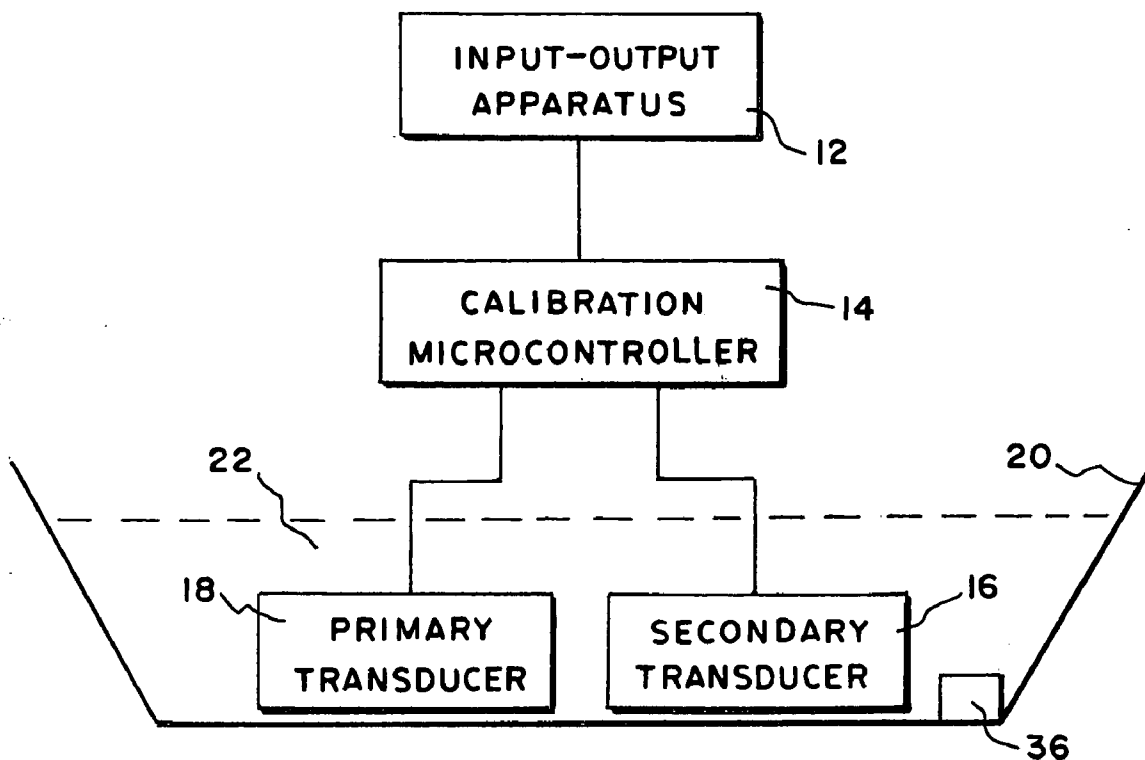 INPUT-OUTPUT
APPARATUS
12
CALIBRATION
MICROCONTROLLER
14
22
20
18
PRIMARY
TRANSDUCER
SECONDARY
TRANSDUCER
16
36